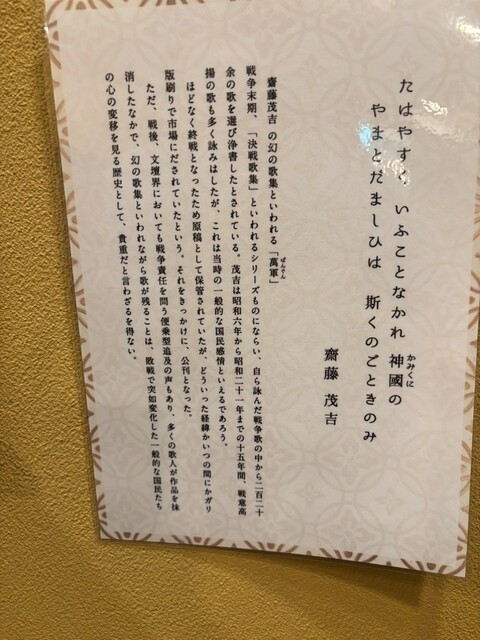 たはやすく いふことなかれ 神國の
かみくに
やまとだましひは 斯くのごときのみ
齋藤 茂吉
齋藤茂吉 の幻の歌集といわれる「萬軍」
ばんぐん
戦争末期、「決戦歌集」といわれるシリーズものにならい、自ら詠んだ戦争歌の中から二百二十
余の歌を選び浄書したとされている。茂吉は昭和六年から昭和二十一年までの十五年間、戦意高
揚の歌も多く詠みはしたが、これは当時の一般的な国民感情といえるであろう。
ほどなく終戦となったため原稿として保管されていたが、どういった経緯かいつの間にかガリ
版刷りで市場にだされていたという。それをきっかけに、公刊となった。
ただ、戦後、文壇界においても戦争責任を問う便乗型追及の声もあり、多くの歌人が作品を抹
消したなかで、幻の歌集といわれながら歌が残ることは、敗戦で突如変化した一般的な国民たち
の心の変移を見る歴史として、貴重だと言わざるを得ない。